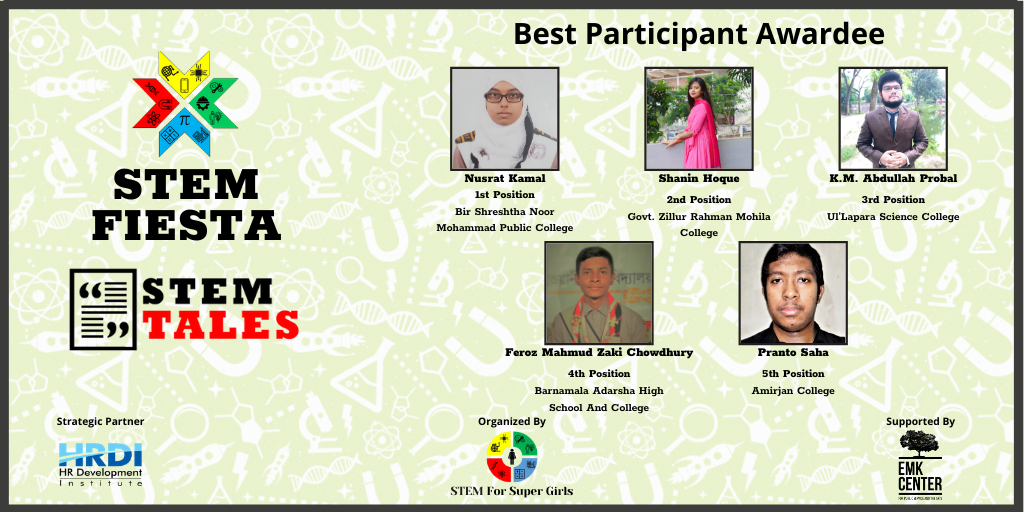 Best Participant Awardee
STEM
FIESTA
STEM
TALES
Nusrat Kamal
1st Position
Bir Shreshtha Noor
Mohammad Public College
Shanin Hoque
2nd Position
Govt. Zillur Rahman Mohila
College
K.M. Abdullah Probal
3rd Position
Ul'Lapara Science College
Feroz Mahmud Zaki Chowdhury
4th Position
Barnamala Adarsha High
School And College
Pranto Saha
5th Position
Amirjan College
Strategic Partner
HRDI
HR Development
Institute
Organized By
STEM For Super Girls
Supported By
EMK
CENTER